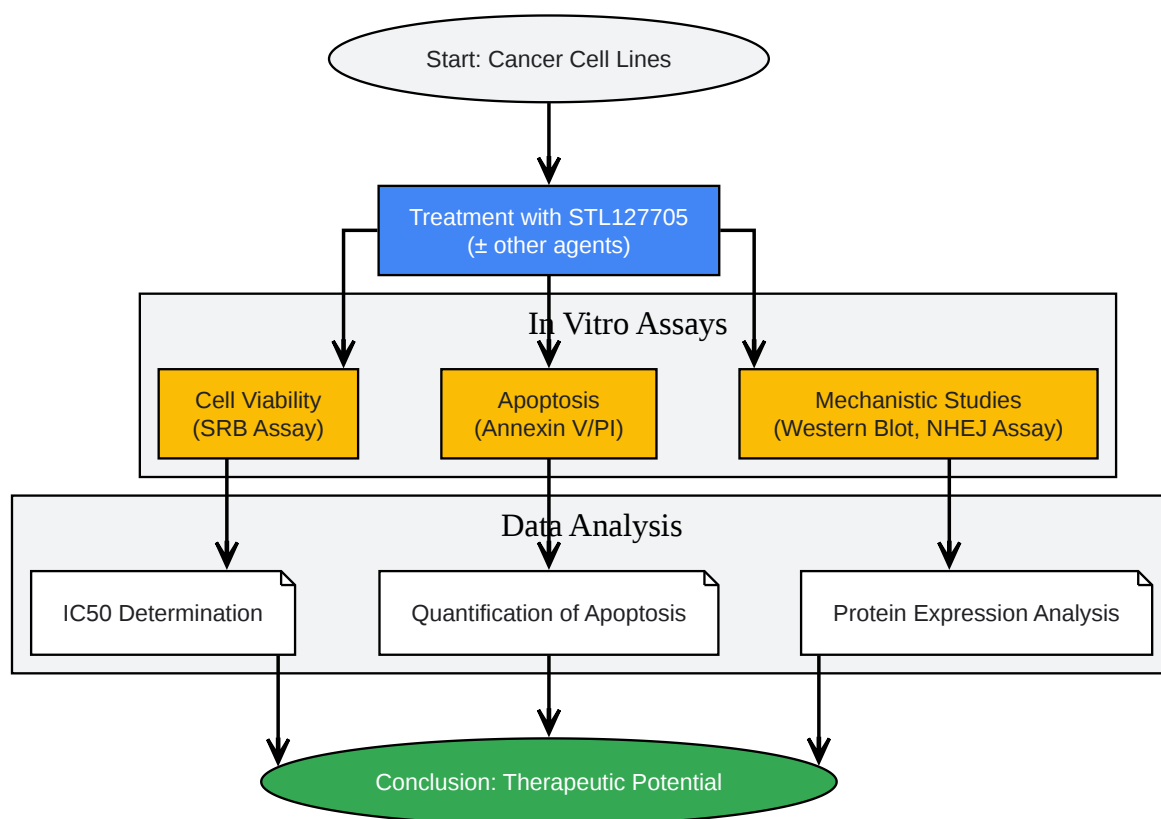 Start: Cancer Cell Lines
Treatment with STL127705
(± other agents)
In Vitro Assays
Cell Viability
(SRB Assay)
Apoptosis
(Annexin V/PI)
Mechanistic Studies
(Western Blot, NHEJ Assay)
Data Analysis
IC50 Determination
Quantification of Apoptosis
Protein Expression Analysis
Conclusion: Therapeutic Potential